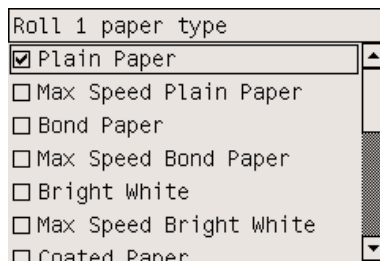 Roll 1 paper type
Plain Paper
Max Speed Plain Paper
Bond Paper
Max Speed Bond Paper
Bright White
Max Speed Bright White
Coated Paper